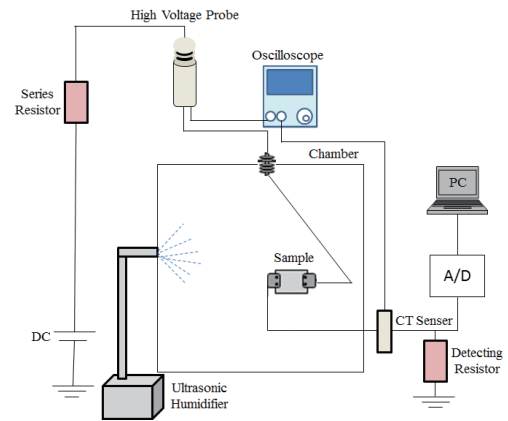 High Voltage Probe
Oscilloscope
Series
Resistor
Chamber
PC
Sample
A/D
CT Senser
DC
Detecting
Resistor
Ultrasonic
Humidifier